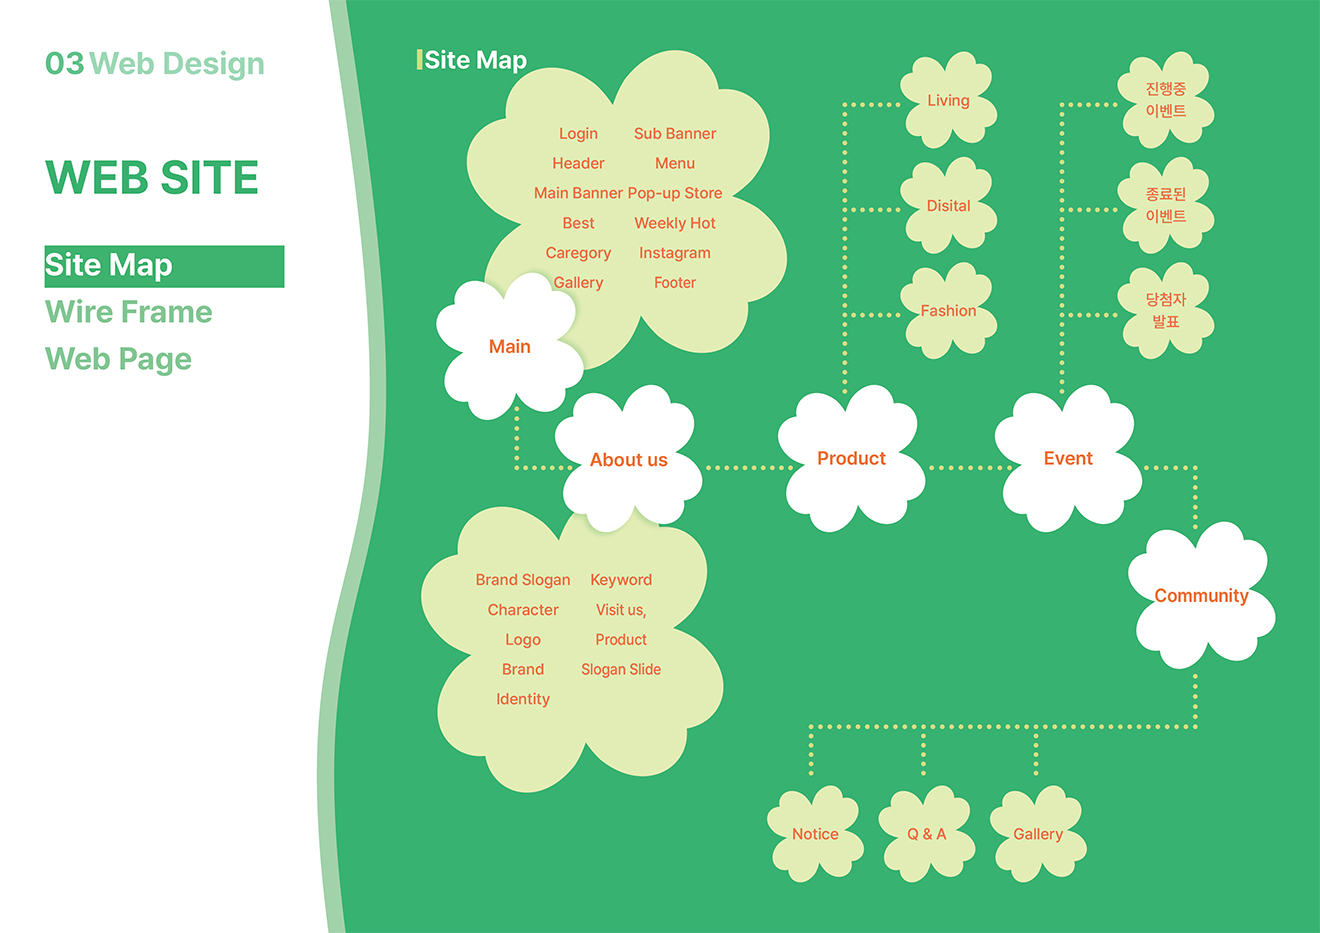 03 Web Design
WEB SITE
Site Map
Wire Frame
Web Page
Site Map
Login
Header
Main Banner
Best
Caregory
Gallery
Sub Banner
Menu
Pop-up Store
Weekly Hot
Instagram
Footer
Main
About us
Brand Slogan
Character
Logo
Brand
Identity
Keyword
Visit us,
Product
Slogan Slide
Product
Living
Disital
Fashion
Event
진행중
이벤트
종료된
이벤트
당첨자
발표
Community
Notice
Q & A
Gallery